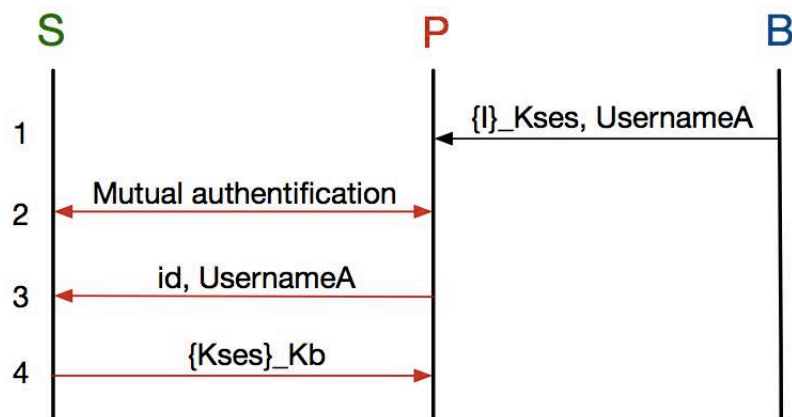 S P B
1 {I}_Kses, UsernameA
2 Mutual authentification
3 id, UsernameA
4 {Kses}_Kb